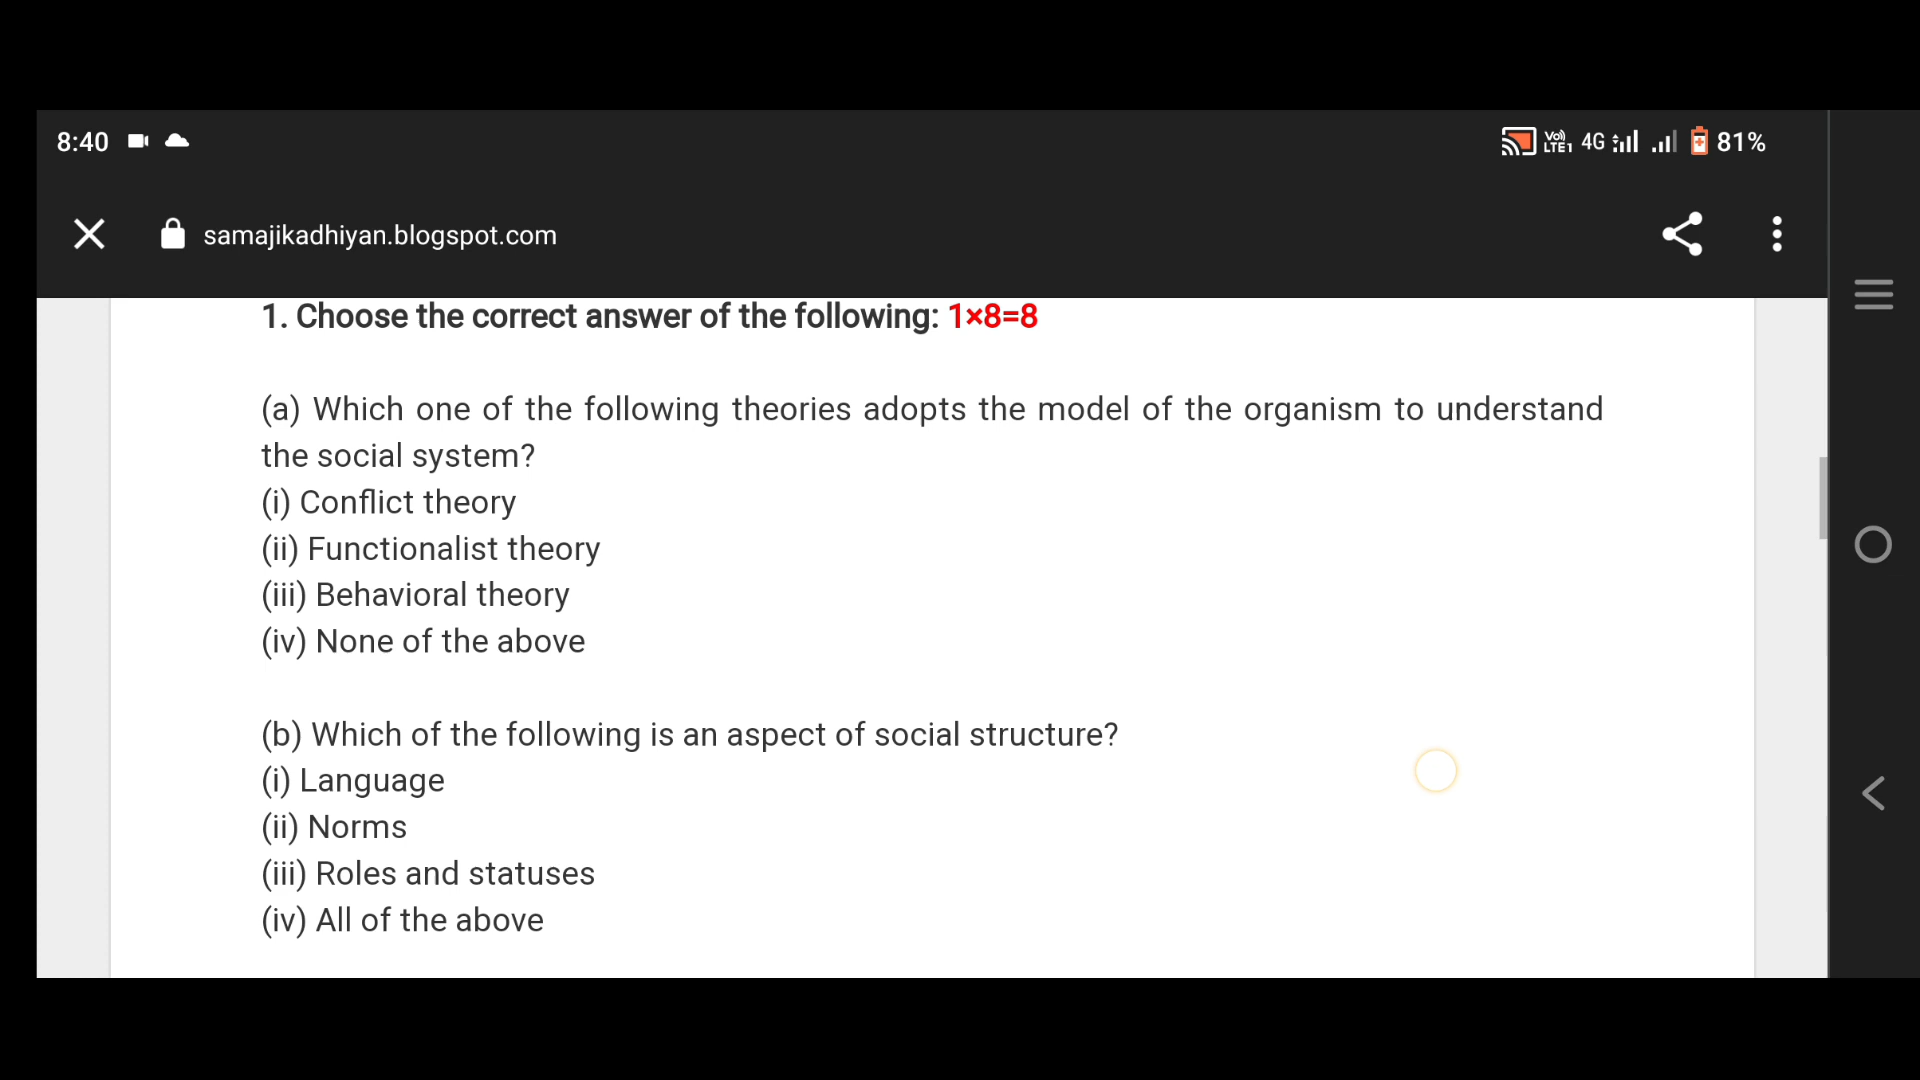 8:40 Vo) LTE1 4G 81%
samajikadhiyan.blogspot.com
1. Choose the correct answer of the following: 1×8=8
(a) Which one of the following theories adopts the model of the organism to understand
the social system?
(i) Conflict theory
(ii) Functionalist theory
(iii) Behavioral theory
(iv) None of the above
(b) Which of the following is an aspect of social structure?
(i) Language
(ii) Norms
(iii) Roles and statuses
(iv) All of the above